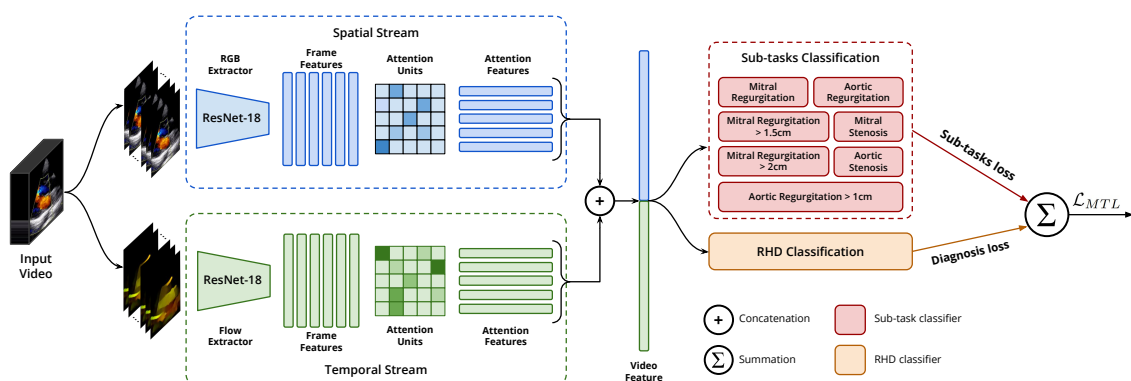 Input
Video
Spatial Stream
RGB
Extractor
Frame
Features
Attention
Units
Attention
Features
ResNet-18
ResNet-18
Flow
Extractor
Frame
Features
Attention
Units
Attention
Features
Temporal Stream
+
Video
Feature
Sub-tasks Classification
Mitral
Regurgitation
Aortic
Regurgitation
Mitral Regurgitation
> 1.5cm
Mitral
Stenosis
Mitral Regurgitation
> 2cm
Aortic
Stenosis
Aortic Regurgitation > 1cm
RHD Classification
Sub-tasks loss
Diagnosis loss
Σ
ℒ_MTL
+ Concatenation
Sub-task classifier
Σ Summation
RHD classifier